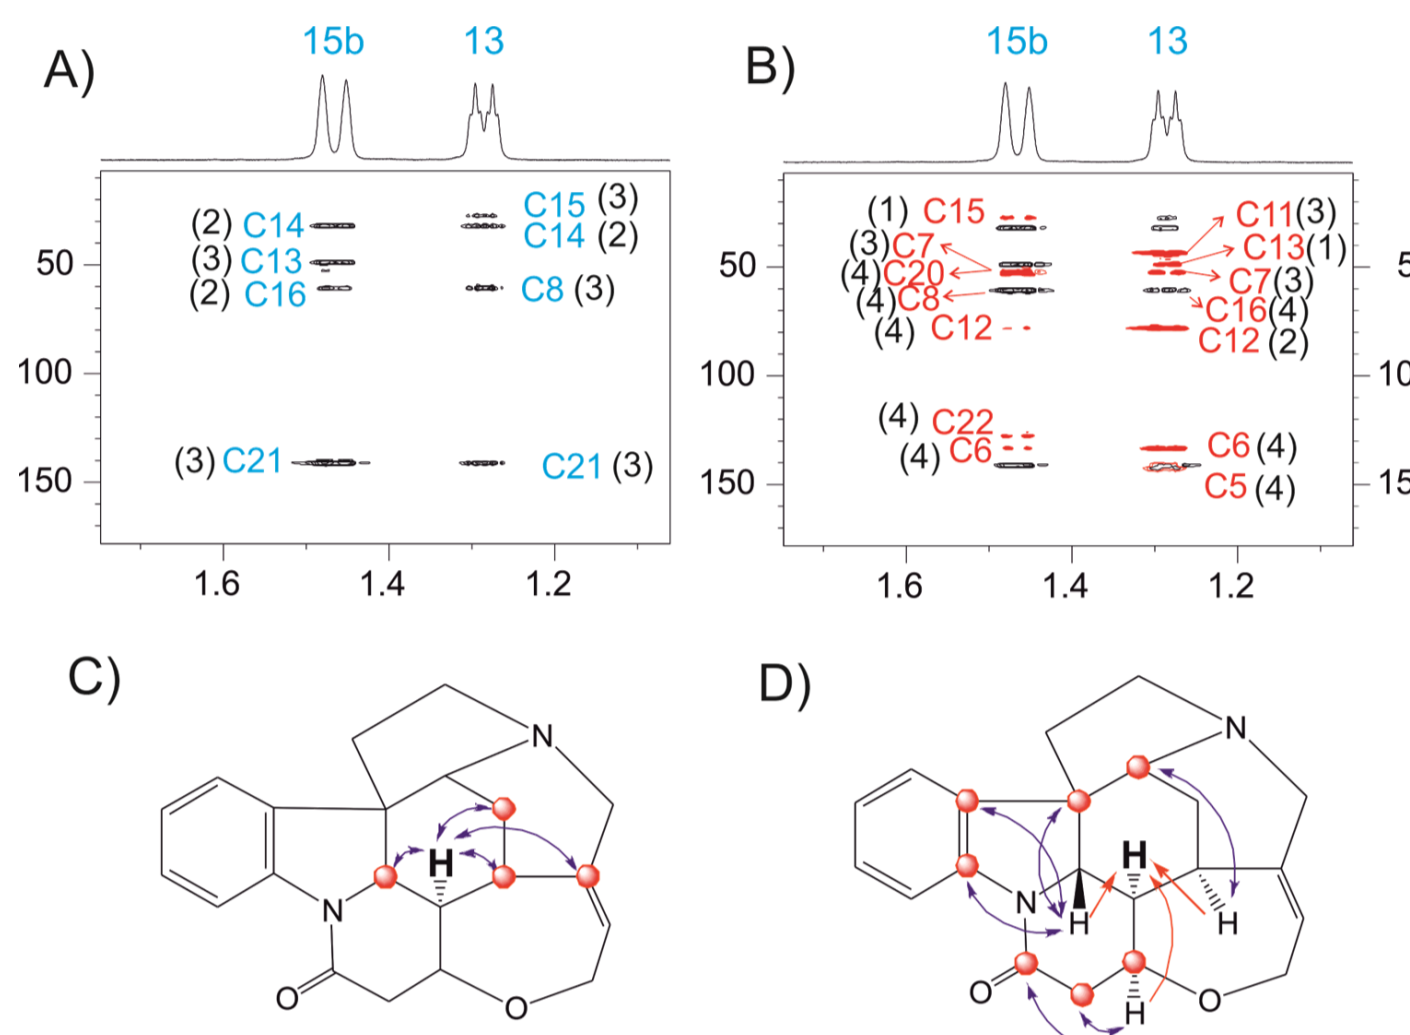 A)
15b 13
(2) C14
(3) C13
(2) C16
(3) C21
C15 (3)
C14 (2)
C8 (3)
C21 (3)
50
100
150
1.6 1.4 1.2
B)
15b 13
(1) C15
(3) C7
(4) C20
(4) C8
(4) C12
(4) C22
(4) C6
C11 (3)
C13 (1)
C7 (3)
C16 (4)
C12 (2)
C6 (4)
C5 (4)
50
100
150
5
10
15
1.6 1.4 1.2
C)
N
H
N
O
O
D)
N
H
N
H
H
O
O
H